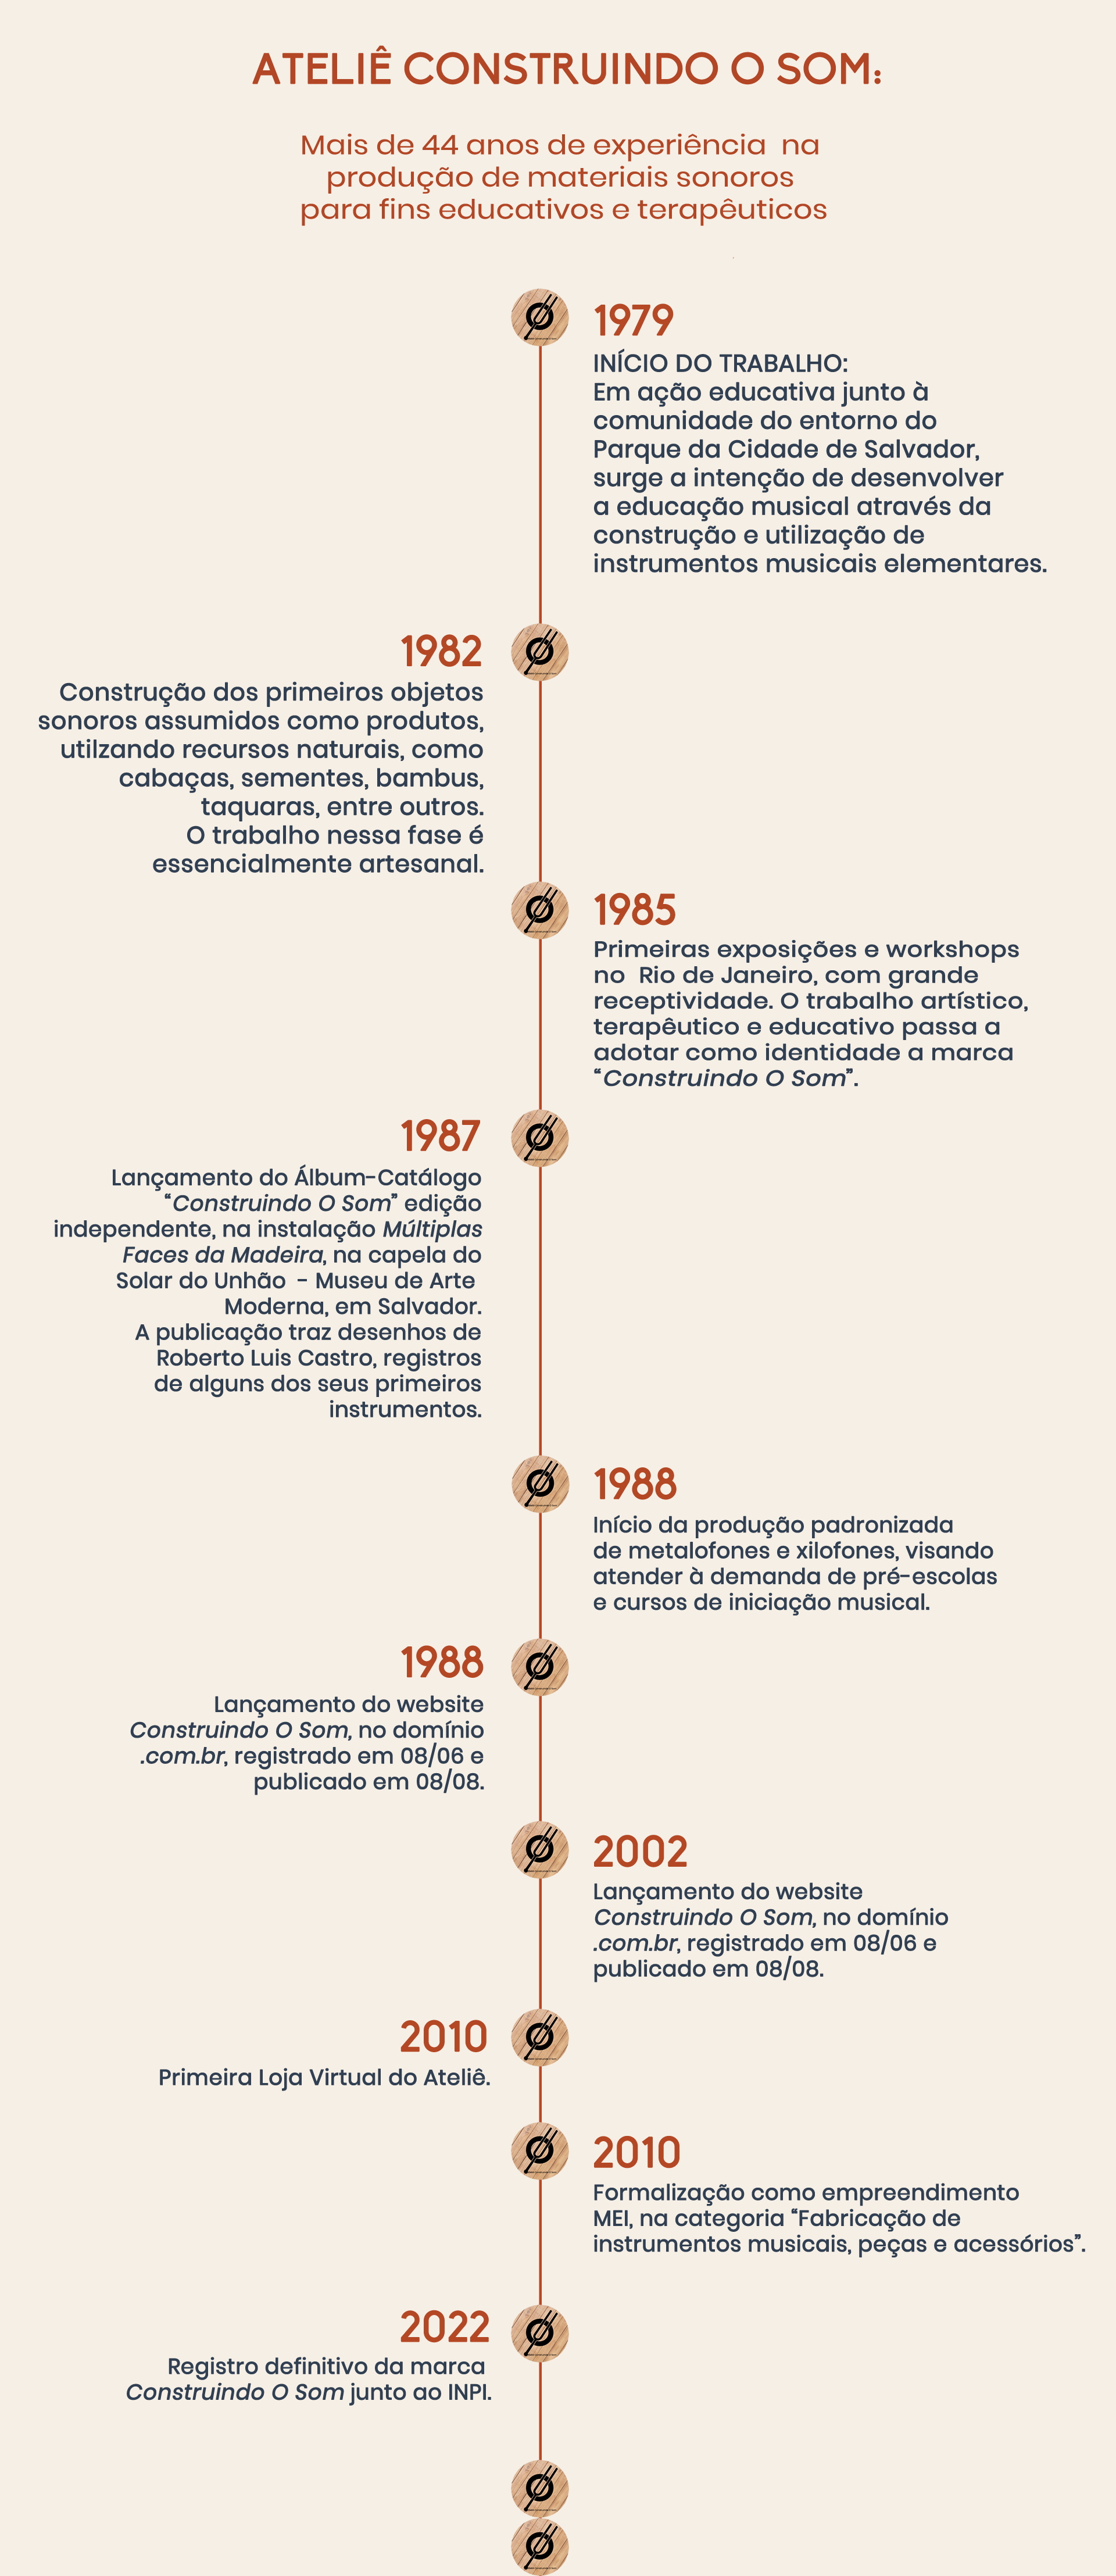 ATELIÊ CONSTRUINDO O SOM:
Mais de 44 anos de experiência na
produção de materiais sonoros
para fins educativos e terapêuticos
1979
INÍCIO DO TRABALHO:
Em ação educativa junto à
comunidade do entorno do
Parque da Cidade de Salvador,
surge a intenção de desenvolver
a educação musical através da
construção e utilização de
instrumentos musicais elementares.
1982
Construção dos primeiros objetos
sonoros assumidos como produtos,
utilzando recursos naturais, como
cabaças, sementes, bambus,
taquaras, entre outros.
O trabalho nessa fase é
essencialmente artesanal.
1985
Primeiras exposições e workshops
no Rio de Janeiro, com grande
receptividade. O trabalho artístico,
terapêutico e educativo passa a
adotar como identidade a marca
“Construindo O Som”.
1987
Lançamento do Álbum-Catálogo
“Construindo O Som” edição
independente, na instalação Múltiplas
Faces da Madeira, na capela do
Solar do Unhão - Museu de Arte
Moderna, em Salvador.
A publicação traz desenhos de
Roberto Luis Castro, registros
de alguns dos seus primeiros
instrumentos.
1988
Início da produção padronizada
de metalofones e xilofones, visando
atender à demanda de pré-escolas
e cursos de iniciação musical.
1988
Lançamento do website
Construindo O Som, no domínio
.com.br, registrado em 08/06 e
publicado em 08/08.
2002
Lançamento do website
Construindo O Som, no domínio
.com.br, registrado em 08/06 e
publicado em 08/08.
2010
Primeira Loja Virtual do Ateliê.
2010
Formalização como empreendimento
MEI, na categoria “Fabricação de
instrumentos musicais, peças e acessórios”.
2022
Registro definitivo da marca
Construindo O Som junto ao INPI.